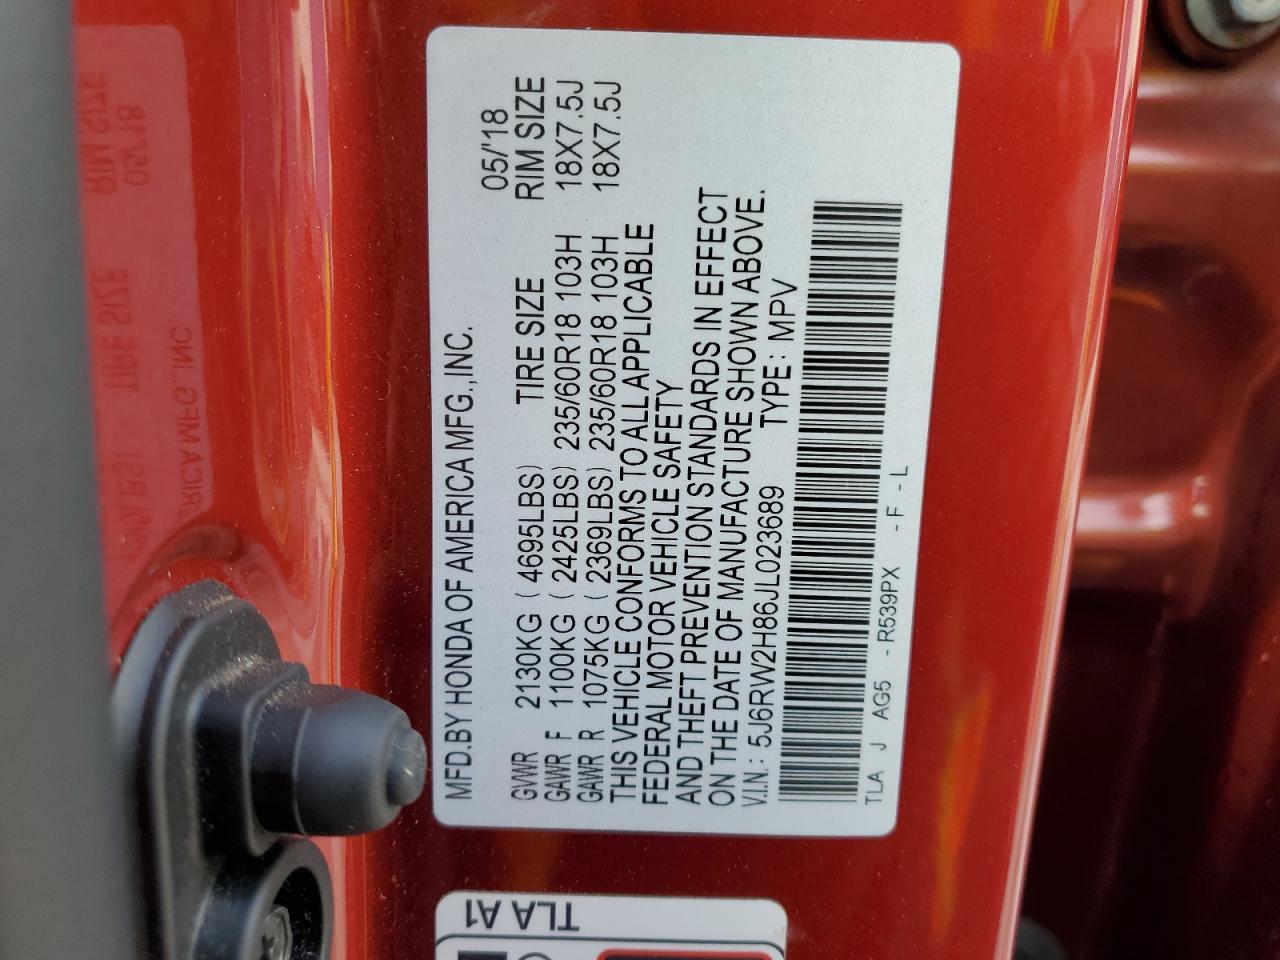 MFD.BY HONDA OF AMERICA MFG.,INC.
05/'18
GVWR 2130KG ( 4695LBS) TIRE SIZE RIM SIZE
GAWR F 1100KG ( 2425LBS) 235/60R18 103H 18X7.5J
GAWR R 1075KG ( 2369LBS) 235/60R18 103H 18X7.5J
THIS VEHICLE CONFORMS TO ALL APPLICABLE
FEDERAL MOTOR VEHICLE SAFETY
AND THEFT PREVENTION STANDARDS IN EFFECT
ON THE DATE OF MANUFACTURE SHOWN ABOVE.
V.I.N.: 5J6RW2H86JL023689 TYPE: MPV
TLA J AG5 -R539PX -F-L
TLA A1